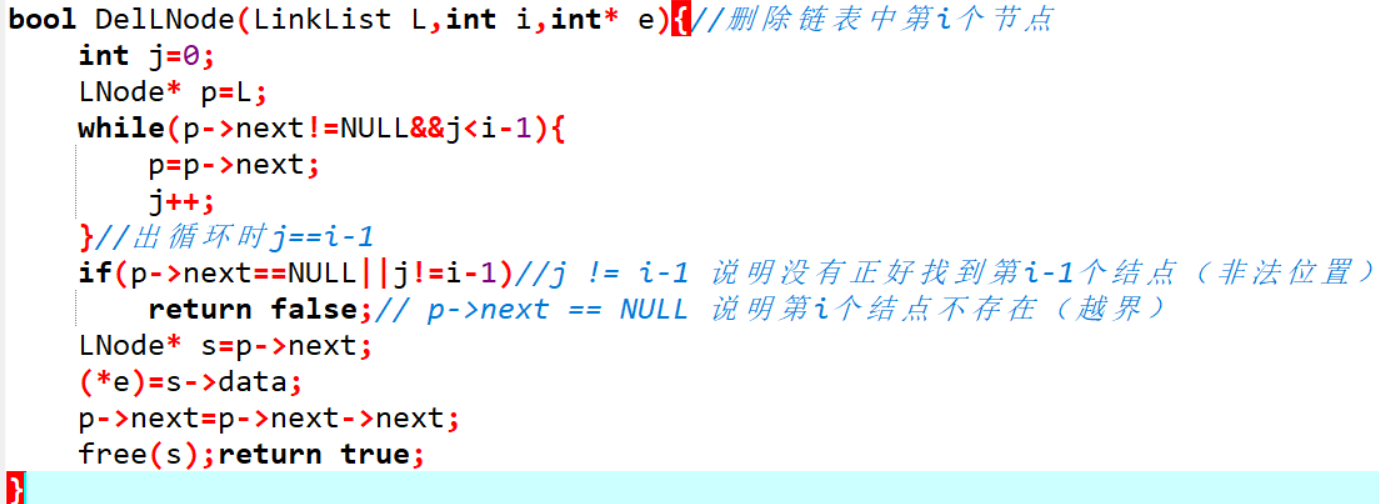 bool DelLNode(LinkList L,int i,int* e){//删除链表中第i个节点
    int j=0;
    LNode* p=L;
    while(p->next!=NULL&&j<i-1){
        p=p->next;
        j++;
    }//出循环时j==i-1
    if(p->next==NULL||j!=i-1)//j != i-1 说明没有正好找到第i-1个结点（非法位置）
        return false;// p->next == NULL 说明第i个结点不存在（越界）
    LNode* s=p->next;
    (*e)=s->data;
    p->next=p->next->next;
    free(s);return true;
}